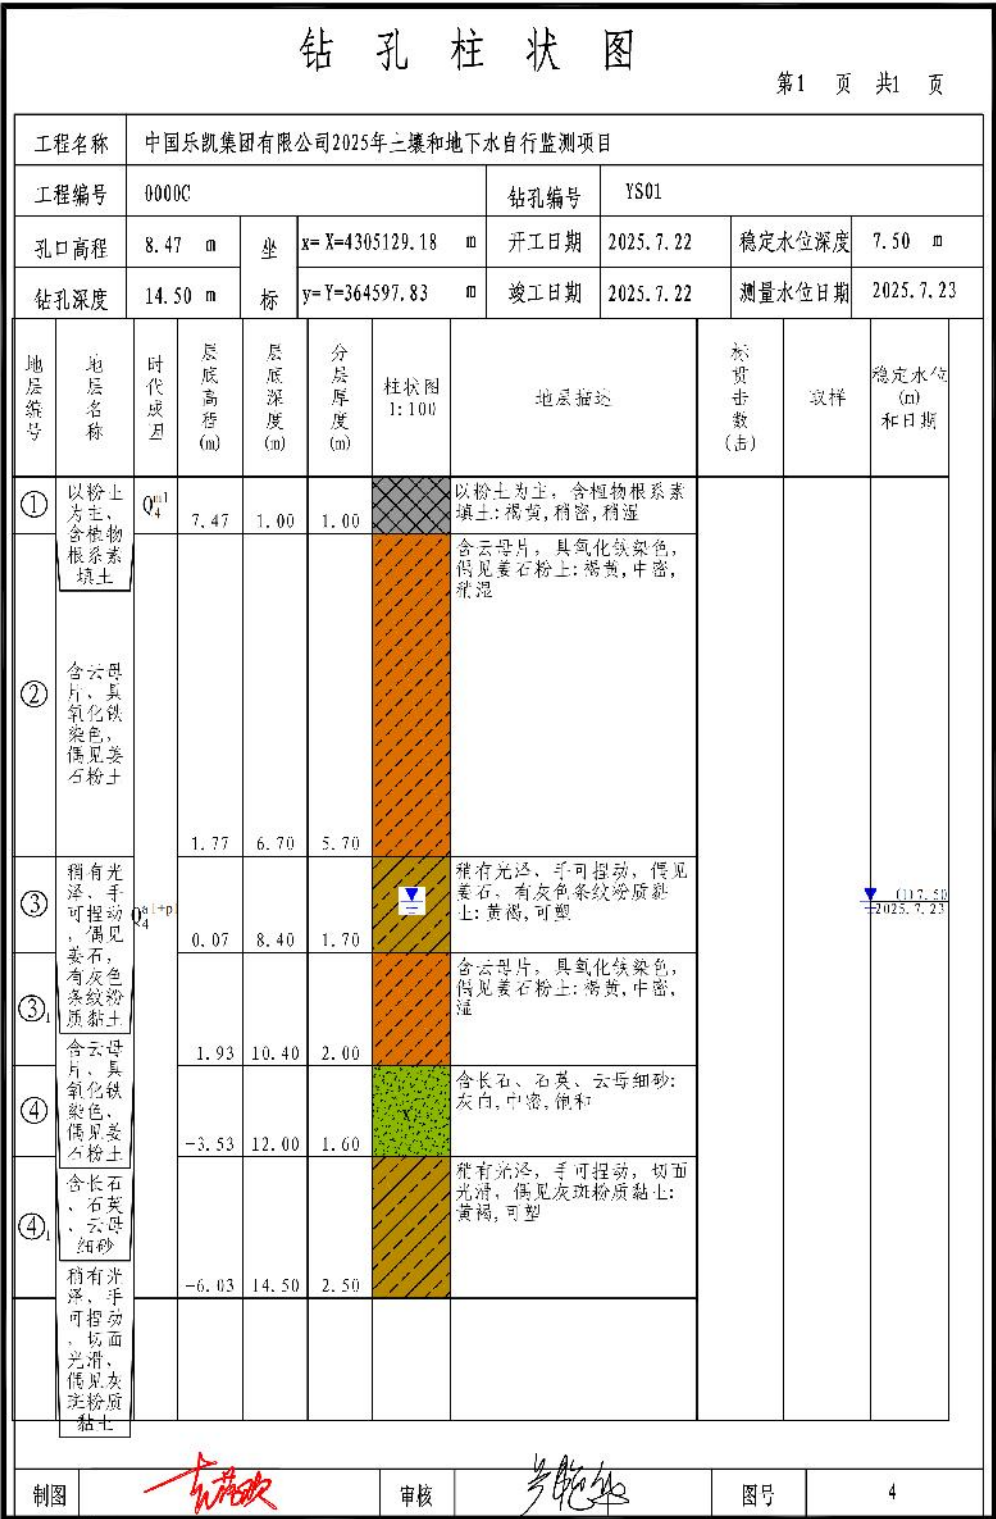 钻 孔 柱 状 图
第1 页 共1 页
工程名称 中国乐凯集团有限公司2025年土壤和地下水自行监测项目
工程编号 0000C 钻孔编号 YS01
孔口高程 8.47 m 坐 x= X=4305129.18 m 开工日期 2025.7.22 稳定水位深度 7.50 m
钻孔深度 14.50 m 标 y= Y=364597.83 m 竣工日期 2025.7.22 测量水位日期 2025.7.23
地层编号
地层名称
时代成因
层底高程(m)
层底深度(m)
分层厚度(m)
柱状图
1:100
地层描述
标贯击数(击)
取样
稳定水位
(m)
和日期
①
以粉土
为主、
含植物
根系素
填土
Q4ml
7.47 1.00 1.00
以粉土为主, 含植物根系素
填土:褐黄,稍密,稍湿
②
含云母
片、具
氧化铁
染色,
偶见姜
石粉土
1.77 6.70 5.70
含云母片, 具氧化铁染色,
偶见姜石粉土:褐黄,中密,
稍湿
③
稍有光
泽、手
可捏动
, 偶见
姜石,
有灰色
条纹粉
质黏土
Q4al+pl
0.07 8.40 1.70
稍有光泽、手可捏动, 偶见
姜石, 有灰色条纹粉质黏
土:黄褐,可塑
(1)7.50
2025.7.23
③1
含云母
片、具
氧化铁
染色、
偶见姜
石粉土
1.93 10.40 2.00
含云母片, 具氧化铁染色,
偶见姜石粉土:褐黄,中密,
湿
④
含长石
、石英
、云母
细砂
-3.53 12.00 1.60
x
含长石、石英、云母细砂:
灰白,中密,饱和
④1
稍有光
泽、手
可捏动
, 切面
光滑、
偶见灰
斑粉质
黏土
-6.03 14.50 2.50
稍有光泽, 手可捏动, 切面
光滑, 偶见灰斑粉质黏土:
黄褐,可塑
制图 审核 图号 4